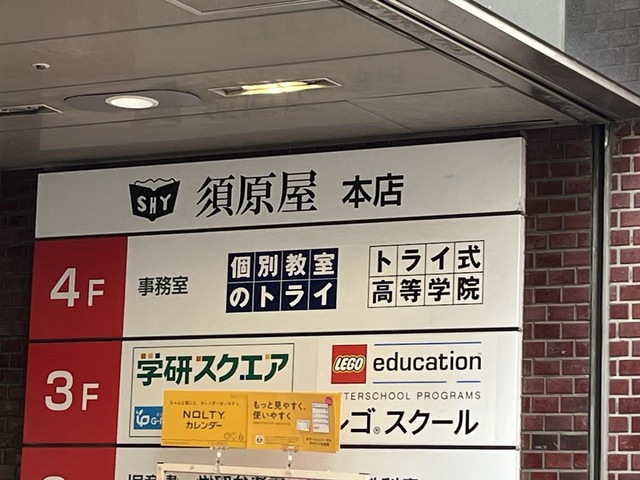 SHY 須原屋 本店
4F 事務室
個別教室
のトライ
トライ式
高等学院
3F
学研スクエア
LEGO education
TERSCHOOL PROGRAMS
ゴ® スクール
NOLTY
カレンダー
もっと見やすく、
使いやすく